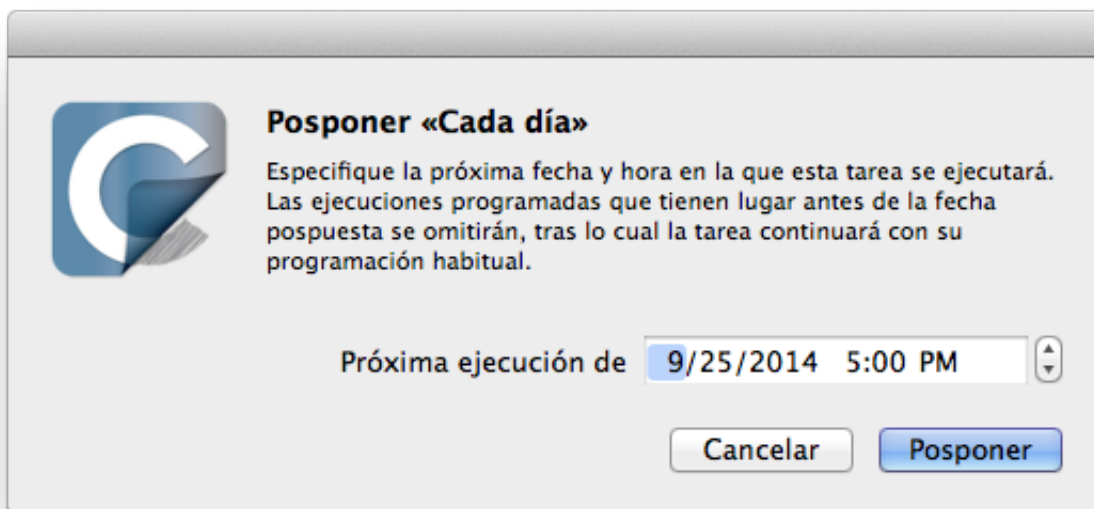 Posponer «Cada día»
Especifique la próxima fecha y hora en la que esta tarea se ejecutará.
Las ejecuciones programadas que tienen lugar antes de la fecha
pospuesta se omitirán, tras lo cual la tarea continuará con su
programación habitual.
Próxima ejecución de 9/25/2014 5:00 PM
Cancelar Posponer